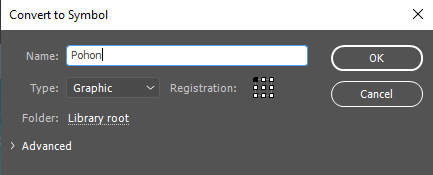 Convert to Symbol
Name: Pohon OK
Type: Graphic Registration: Cancel
Folder: Library root
Advanced